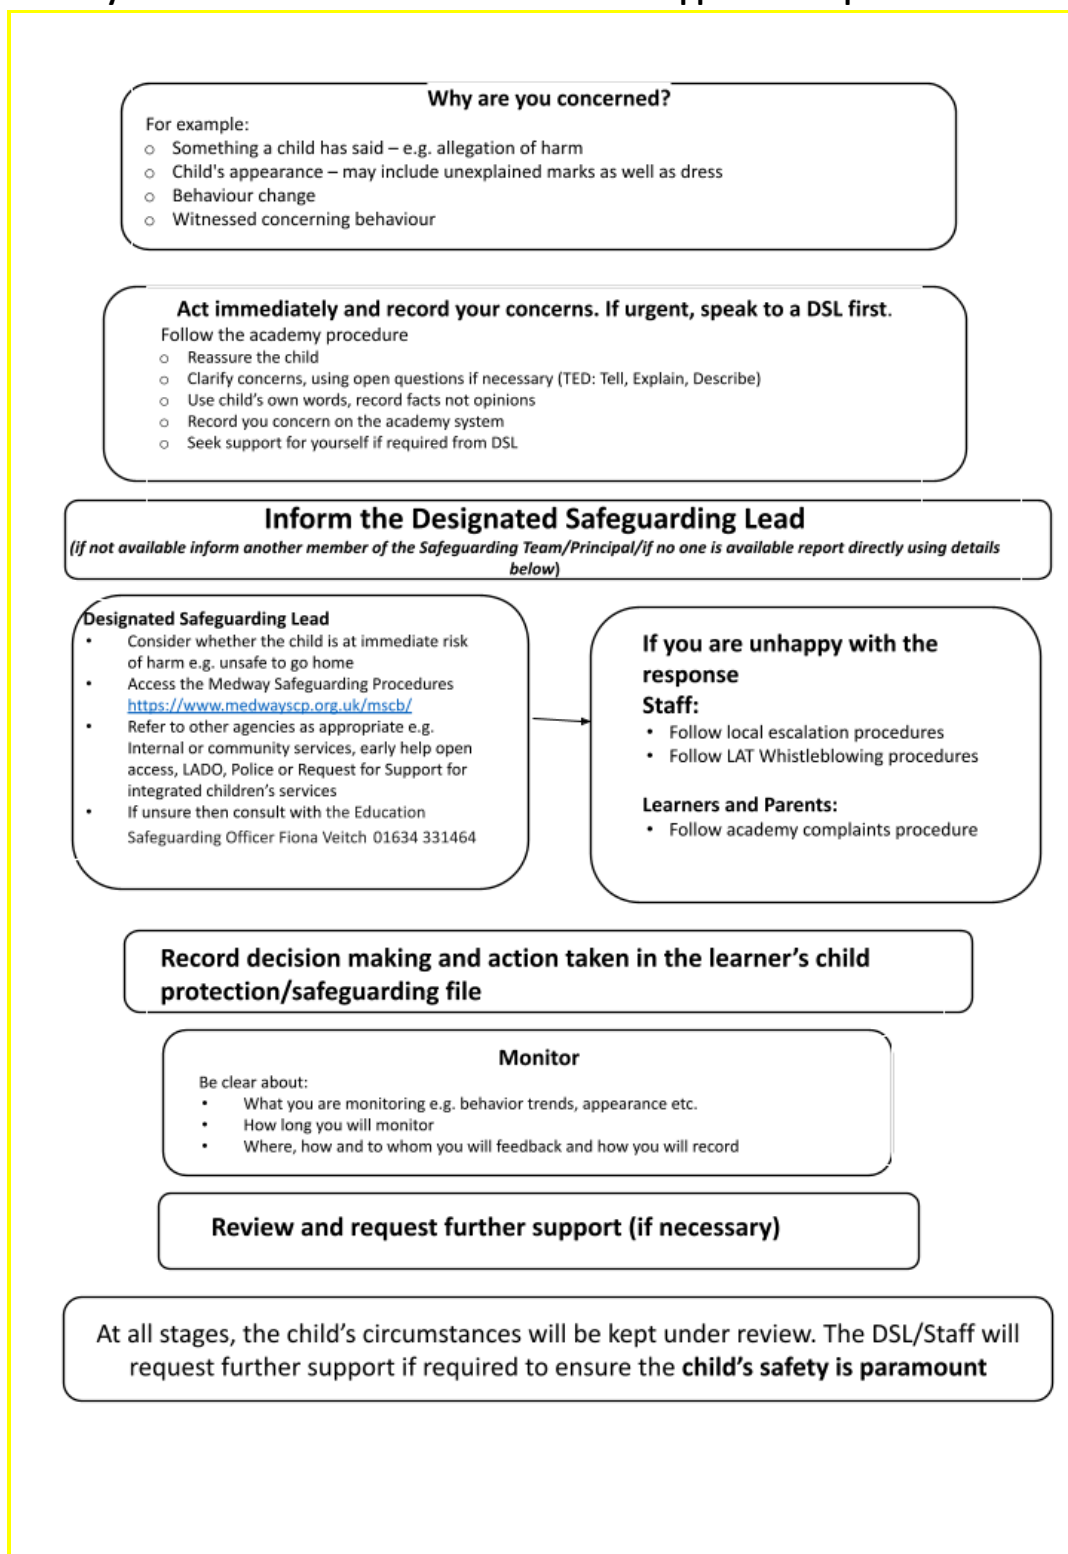 Why are you concerned?
For example:
o Something a child has said – e.g. allegation of harm
o Child's appearance – may include unexplained marks as well as dress
o Behaviour change
o Witnessed concerning behaviour
Act immediately and record your concerns. If urgent, speak to a DSL first.
Follow the academy procedure
o Reassure the child
o Clarify concerns, using open questions if necessary (TED: Tell, Explain, Describe)
o Use child's own words, record facts not opinions
o Record you concern on the academy system
o Seek support for yourself if required from DSL
Inform the Designated Safeguarding Lead
(if not available inform another member of the Safeguarding Team/Principal/if no one is available report directly using details
below)
Designated Safeguarding Lead
• Consider whether the child is at immediate risk
of harm e.g. unsafe to go home
• Access the Medway Safeguarding Procedures
https://www.medwayscp.org.uk/mscb/
• Refer to other agencies as appropriate e.g.
Internal or community services, early help open
access, LADO, Police or Request for Support for
integrated children's services
• If unsure then consult with the Education
Safeguarding Officer Fiona Veitch 01634 331464
If you are unhappy with the
response
Staff:
• Follow local escalation procedures
• Follow LAT Whistleblowing procedures
Learners and Parents:
• Follow academy complaints procedure
Record decision making and action taken in the learner's child
protection/safeguarding file
Monitor
Be clear about:
• What you are monitoring e.g. behavior trends, appearance etc.
• How long you will monitor
• Where, how and to whom you will feedback and how you will record
Review and request further support (if necessary)
At all stages, the child's circumstances will be kept under review. The DSL/Staff will
request further support if required to ensure the child's safety is paramount